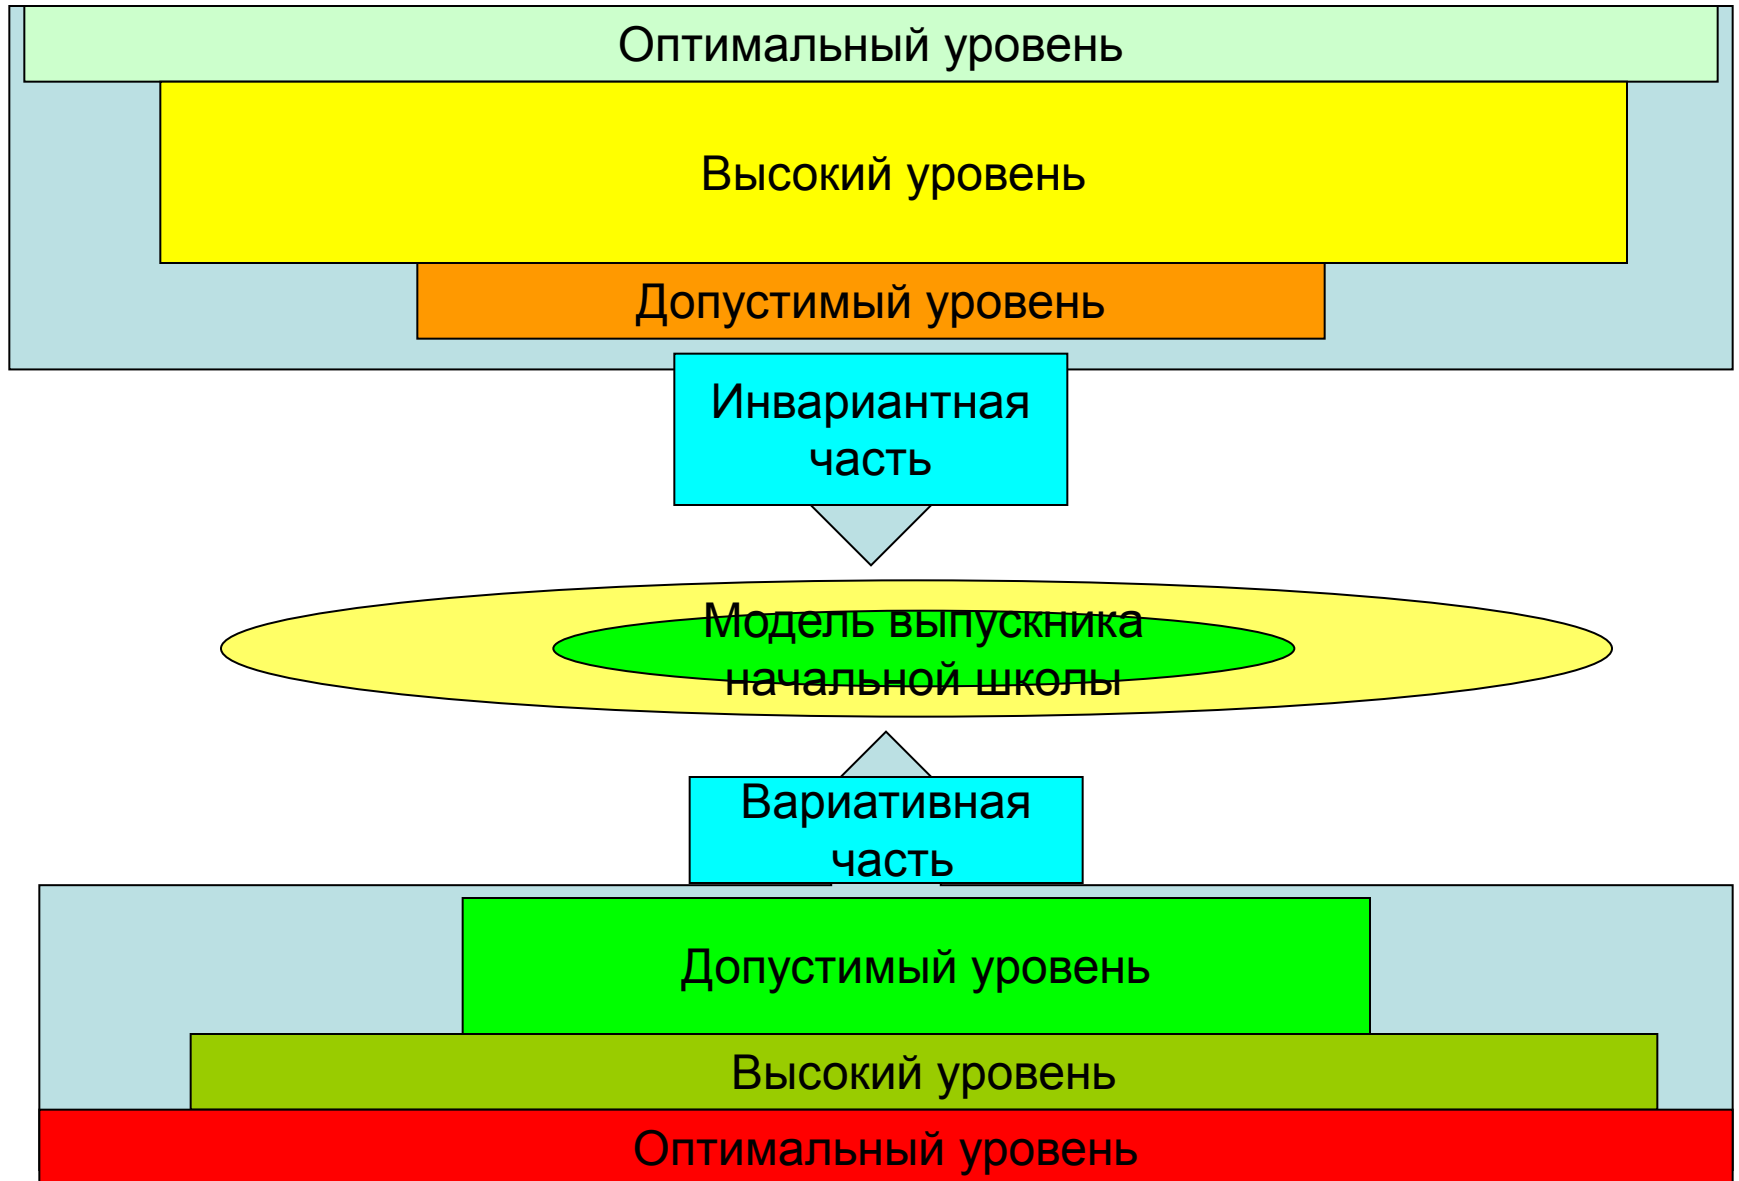 Оптимальный уровень
Высокий уровень
Допустимый уровень
Инвариантная
часть
Модель выпускника
начальной школы
Вариативная
часть
Допустимый уровень
Высокий уровень
Оптимальный уровень